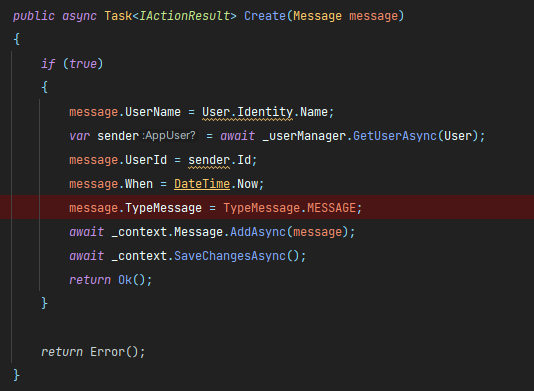 public async Task<IActionResult> Create(Message message)
{
if (true)
{
message.UserName = User.Identity.Name;
var sender :AppUser? = await _userManager.GetUserAsync(User);
message.UserId = sender.Id;
message.When = DateTime.Now;
message.TypeMessage = TypeMessage.MESSAGE;
await _context.Message.AddAsync(message);
await _context.SaveChangesAsync();
return Ok();
}
return Error();
}